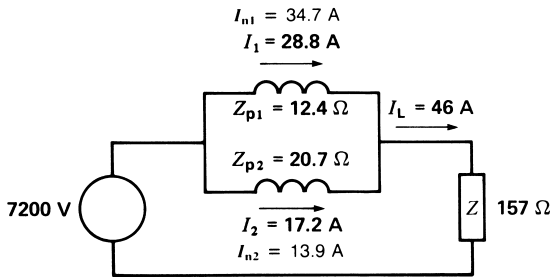 I_n1 = 34.7 A
I_1 = 28.8 A
Z_p1 = 12.4 Ω
I_L = 46 A
Z_p2 = 20.7 Ω
7200 V
Z
157 Ω
I_2 = 17.2 A
I_n2 = 13.9 A